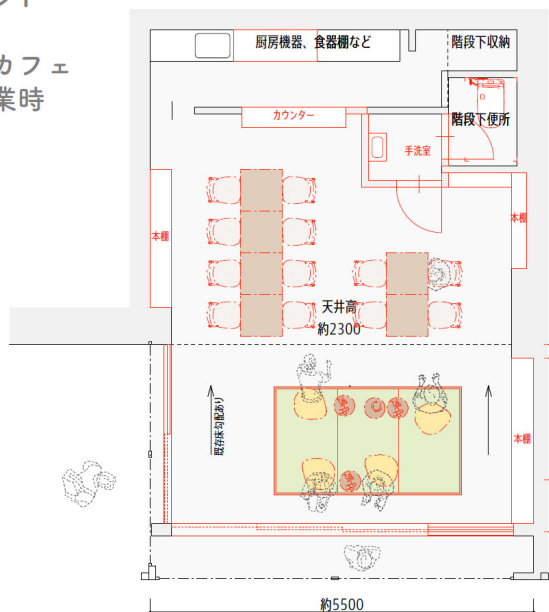 カフェ
業時
厨房機器、食器棚など
階段下収納
カウンター
階段下便所
手洗室
本棚
本棚
天井高
約2300
既存床勾配あり
本棚
約5500